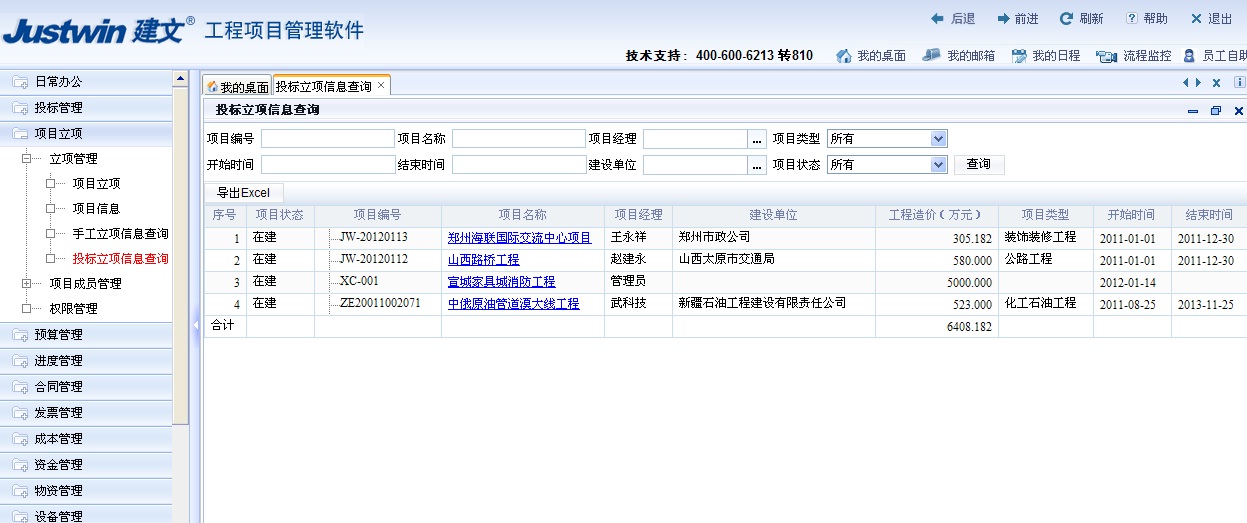 Justwin 建文® 工程项目管理软件
后退 前进 刷新 帮助 退出
技术支持: 400-600-6213 转810 我的桌面 我的邮箱 我的日程 流程监控 员工自助
日常办公
投标管理
项目立项
立项管理
项目立项
项目信息
手工立项信息查询
投标立项信息查询
项目成员管理
权限管理
预算管理
进度管理
合同管理
发票管理
成本管理
资金管理
物资管理
设备管理
我的桌面 投标立项信息查询
投标立项信息查询
项目编号 项目名称 项目经理 ... 项目类型 所有
开始时间 结束时间 建设单位 ... 项目状态 所有 查询
导出Excel
序号 项目状态 项目编号 项目名称 项目经理 建设单位 工程造价(万元) 项目类型 开始时间 结束时间
1 在建 JW-20120113 郑州海联国际交流中心项目 王永祥 郑州市政公司 305.182 装饰装修工程 2011-01-01 2011-12-30
2 在建 JW-20120112 山西路桥工程 赵建永 山西太原市交通局 580.000 公路工程 2011-01-01 2011-12-30
3 在建 XC-001 宣城家具城消防工程 管理员 5000.000 2012-01-14
4 在建 ZE20011002071 中俄原油管道漠大线工程 武科技 新疆石油工程建设有限责任公司 523.000 化工石油工程 2011-08-25 2013-11-25
合计 6408.182